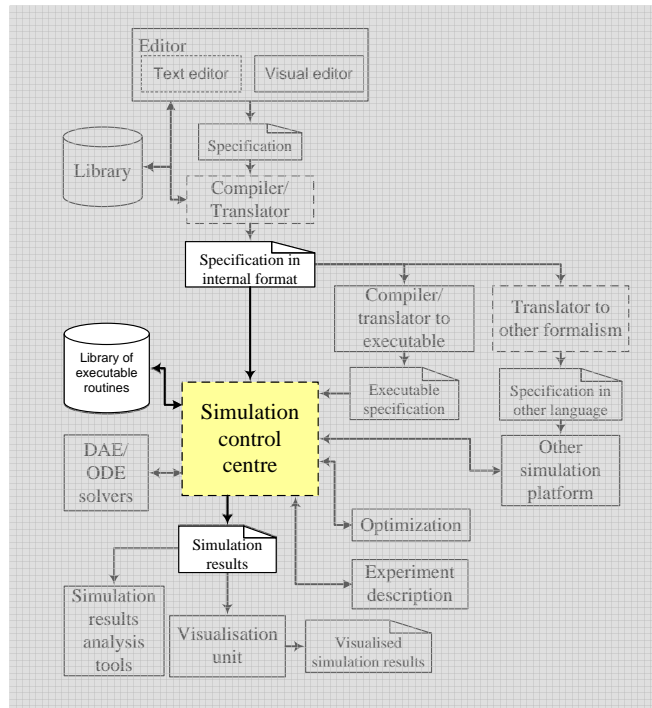 Editor
Text editor
Visual editor
Specification
Library
Compiler/
Translator
Specification in
internal format
Compiler/
translator to
executable
Translator to
other formalism
Library of
executable
routines
Executable
specification
Specification in
other language
Simulation
control
centre
DAE/
ODE
solvers
Other
simulation
platform
Optimization
Simulation
results
Experiment
description
Simulation
results
analysis
tools
Visualisation
unit
Visualised
simulation results